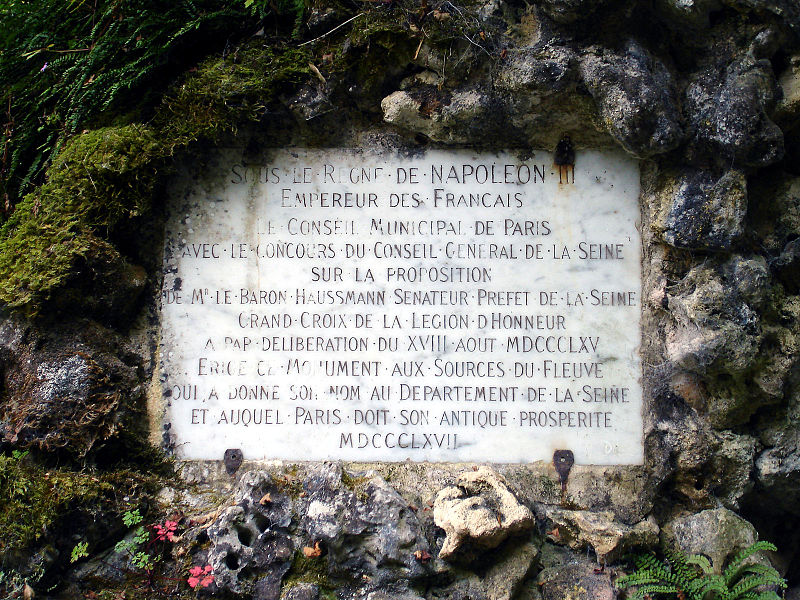 SOUS·LE·REGNE·DE·NAPOLEON·III
EMPEREUR DES·FRANCAIS
LE CONSEIL MUNICIPAL·DE·PARIS
AVEC·LE·CONCOURS·DU·CONSEIL·GENERAL·DE·LA·SEINE
SUR·LA·PROPOSITION
DE·MR·LE·BARON·HAUSSMANN·SENATEUR·PREFET·DE·LA·SEINE
GRAND·CROIX·DE·LA·LEGION·D'HONNEUR
A·PAR·DELIBERATION·DU·XVIII·AOUT·MDCCCLXV
ERIGE·CE·MONUMENT·AUX·SOURCES·DU·FLEUVE
QUI·A·DONNE·SON·NOM·AU·DEPARTEMENT·DE·LA·SEINE
ET·AUQUEL·PARIS·DOIT·SON·ANTIQUE·PROSPERITE
MDCCCLXVII